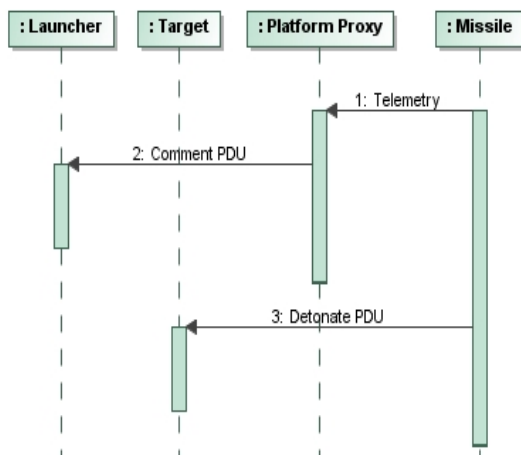 : Launcher
: Target
: Platform Proxy
: Missile
1: Telemetry
2: Comment PDU
3: Detonate PDU